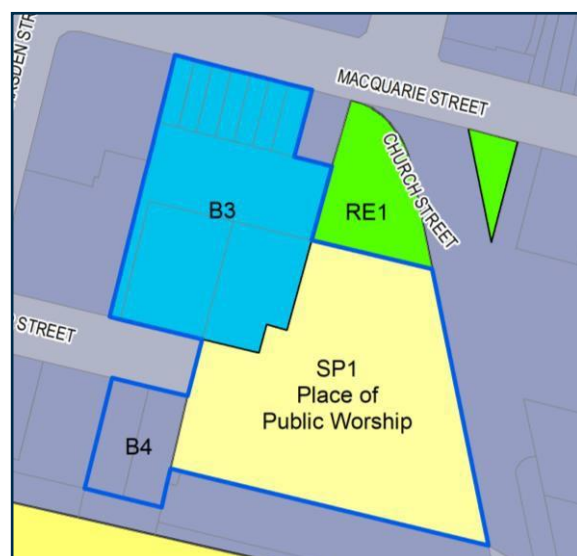 MACQUARIE STREET
CHURCH STREET
B3
RE1
STREET
SP1
Place of
Public Worship
B4